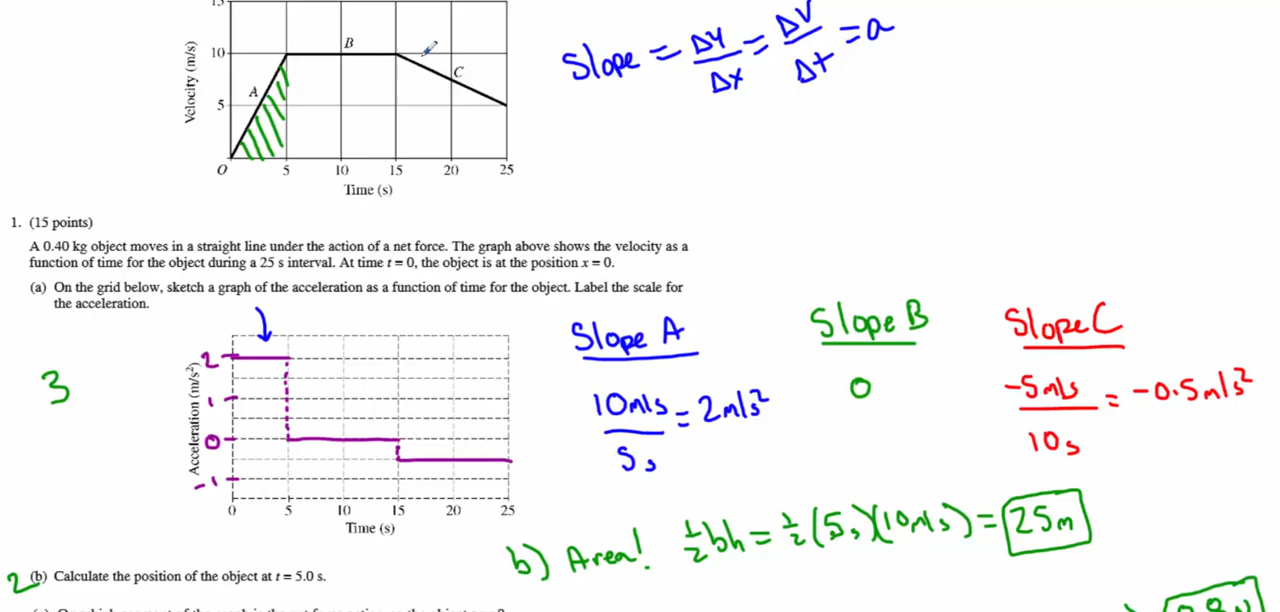 15
10
5
Velocity (m/s)
A
B
C
O
5
10
15
20
25
Time (s)
Slope = Δy/Δx = ΔV/Δt = a
1. (15 points)
A 0.40 kg object moves in a straight line under the action of a net force. The graph above shows the velocity as a
function of time for the object during a 25 s interval. At time t = 0, the object is at the position x = 0.
(a) On the grid below, sketch a graph of the acceleration as a function of time for the object. Label the scale for
the acceleration.
3
2
1
0
-1
Acceleration (m/s²)
0
5
10
15
20
25
Time (s)
Slope A
10m/s / 5s = 2m/s²
Slope B
0
Slope C
-5m/s / 10s = -0.5m/s²
b) Area! ½bh = ½(5s)(10m/s) = 25m
2
(b) Calculate the position of the object at t = 5.0 s.